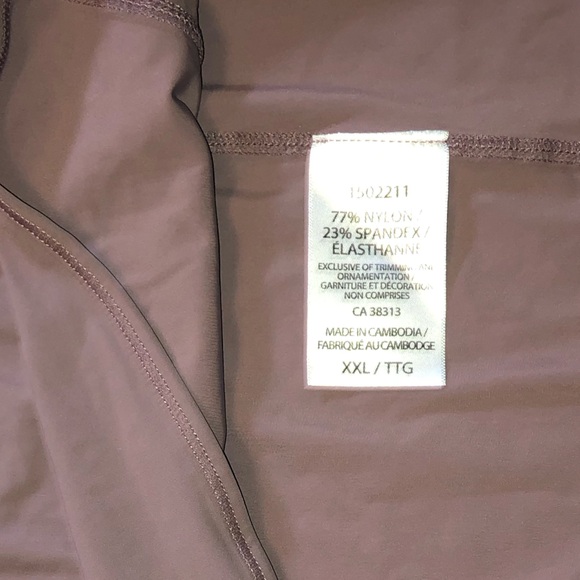 1502211
77% NYLON /
23% SPANDEX /
ÉLASTHANNE
EXCLUSIVE OF TRIMMING AND
ORNAMENTATION /
GARNITURE ET DÉCORATION
NON COMPRISES
CA 38313
MADE IN CAMBODIA /
FABRIQUÉ AU CAMBODGE
XXL / TTG